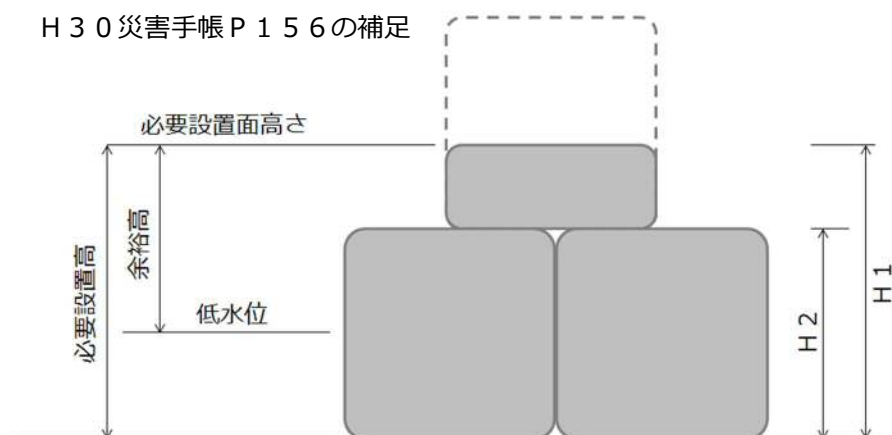 H30災害手帳P156の補足
必要設置面高さ
余裕高
必要設置高
低水位
H2
H1